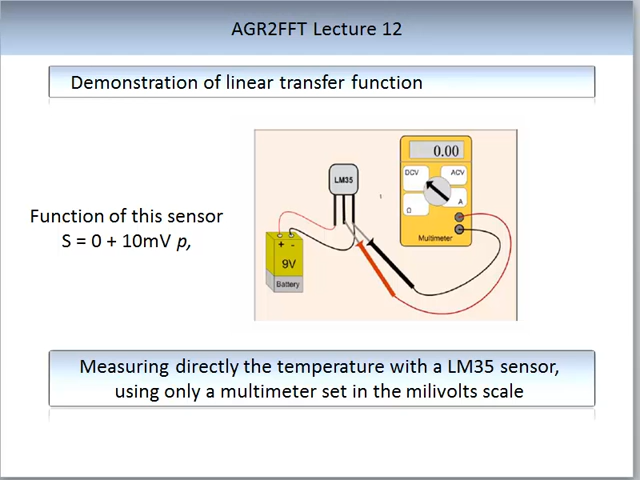 AGR2FFT Lecture 12
Demonstration of linear transfer function
0.00
DCV
ACV
LM35
Ω
A
Function of this sensor
S = 0 + 10mV p,
Multimeter
+ -
9V
Battery
Measuring directly the temperature with a LM35 sensor,
using only a multimeter set in the milivolts scale